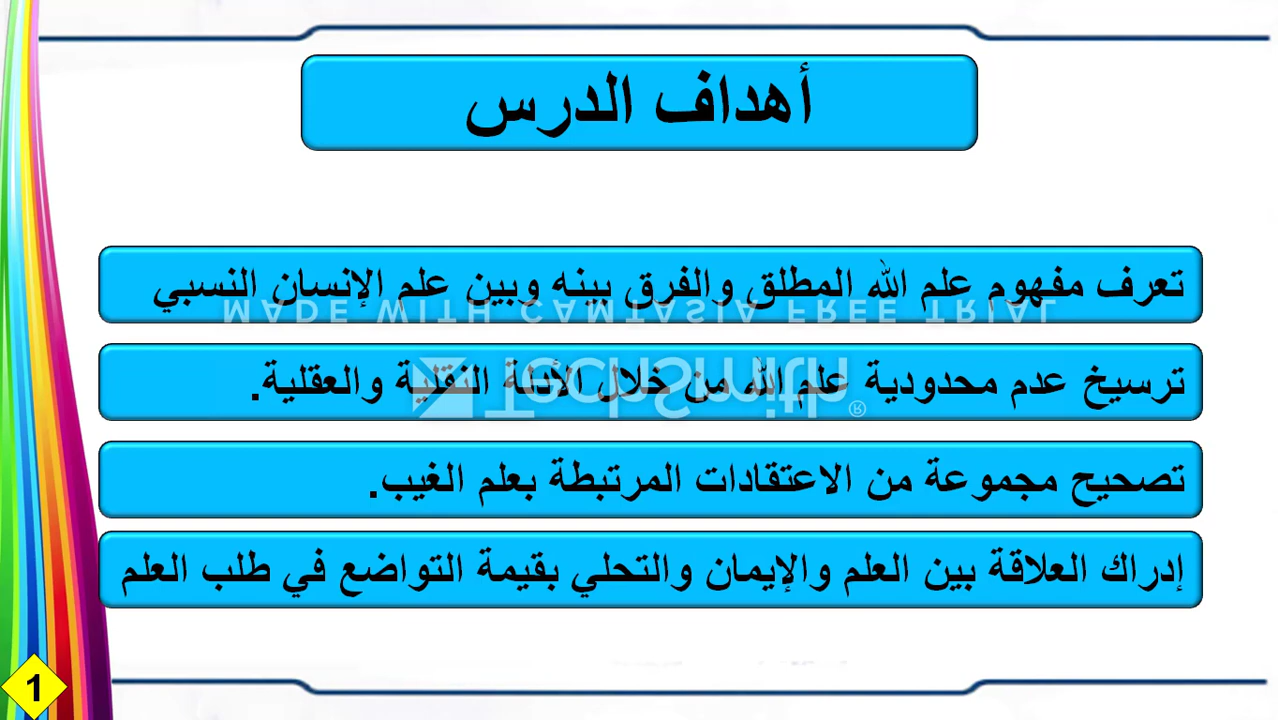 أهداف الدرس
تعرف مفهوم علم الله المطلق والفرق بينه وبين علم الإنسان النسبي
MADE WITH CAMTASIA FREE TRIAL
ترسيخ عدم محدودية علم الله من خلال الأدلة النقلية والعقلية.
TechSmith®
تصحيح مجموعة من الاعتقادات المرتبطة بعلم الغيب.
إدراك العلاقة بين العلم والإيمان والتحلي بقيمة التواضع في طلب العلم
1